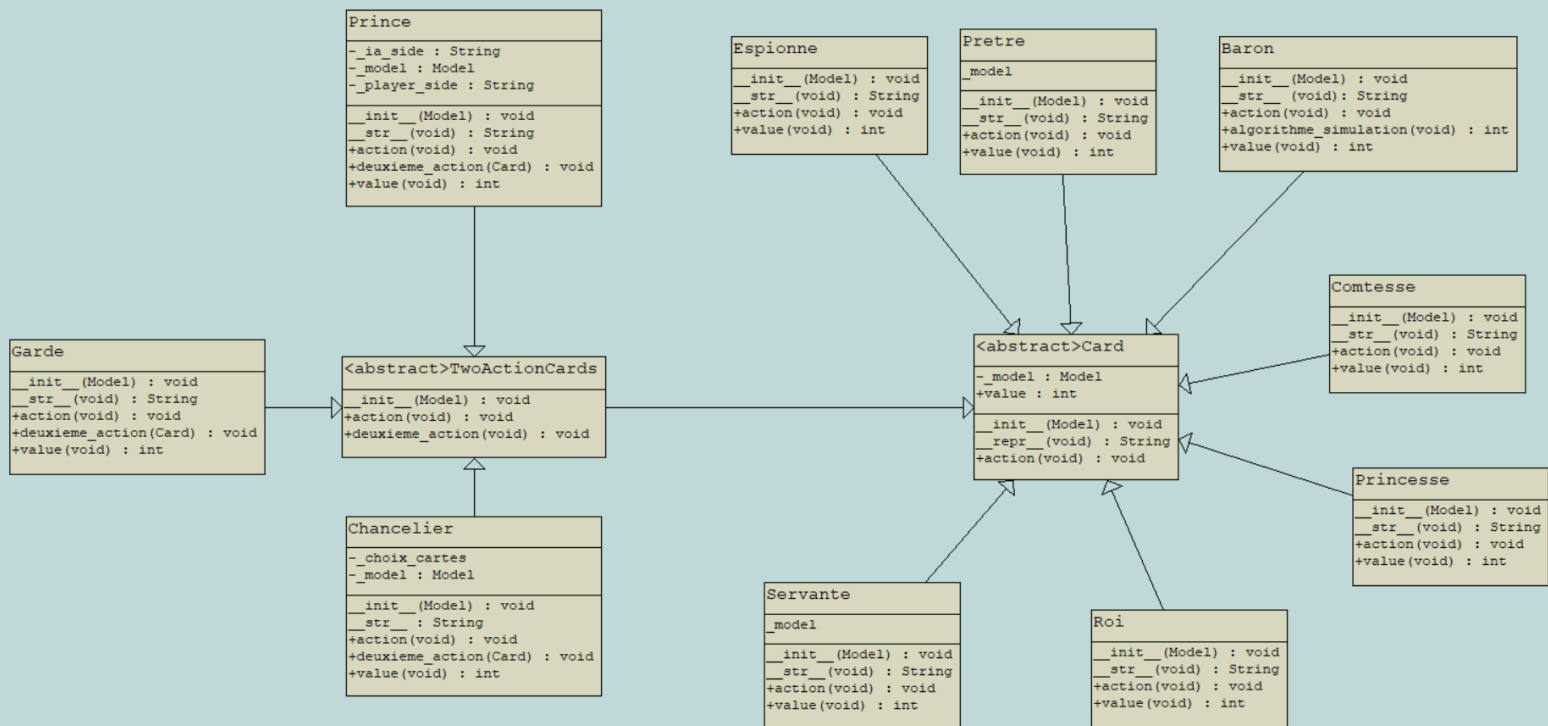 Prince
-_ia_side : String
-_model : Model
-_player_side : String
__init__(Model) : void
__str__(void) : String
+action(void) : void
+deuxieme_action(Card) : void
+value(void) : int
Espionne
__init__(Model) : void
__str__(void) : String
+action(void) : void
+value(void) : int
Pretre
_model
__init__(Model) : void
__str__(void) : String
+action(void) : void
+value(void) : int
Baron
__init__(Model) : void
__str__ (void): String
+action(void) : void
+algorithme_simulation(void) : int
+value(void) : int
Comtesse
__init__(Model) : void
__str__(void) : String
+action(void) : void
+value(void) : int
Garde
__init__(Model) : void
__str__(void) : String
+action(void) : void
+deuxieme_action(Card) : void
+value(void) : int
<abstract>TwoActionCards
__init__(Model) : void
+action(void) : void
+deuxieme_action(void) : void
<abstract>Card
-_model : Model
+value : int
__init__(Model) : void
__repr__(void) : String
+action(void) : void
Princesse
__init__(Model) : void
__str__(void) : String
+action(void) : void
+value(void) : int
Chancelier
-_choix_cartes
-_model : Model
__init__(Model) : void
__str__ : String
+action(void) : void
+deuxieme_action(Card) : void
+value(void) : int
Servante
_model
__init__(Model) : void
__str__(void) : String
+action(void) : void
+value(void) : int
Roi
__init__(Model) : void
__str__(void) : String
+action(void) : void
+value(void) : int